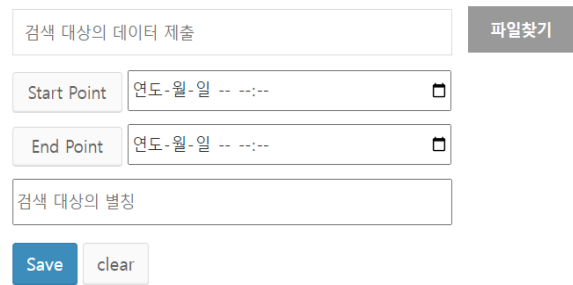 검색 대상의 데이터 제출 파일찾기
Start Point 연도-월-일 -- --:--
End Point 연도-월-일 -- --:--
검색 대상의 별칭
Save clear